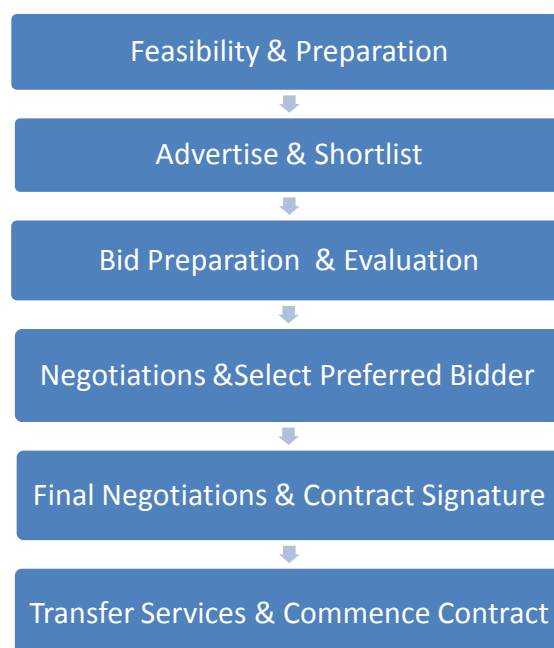 Feasibility & Preparation
Advertise & Shortlist
Bid Preparation  & Evaluation
Negotiations &Select Preferred Bidder
Final Negotiations & Contract Signature
Transfer Services & Commence Contract